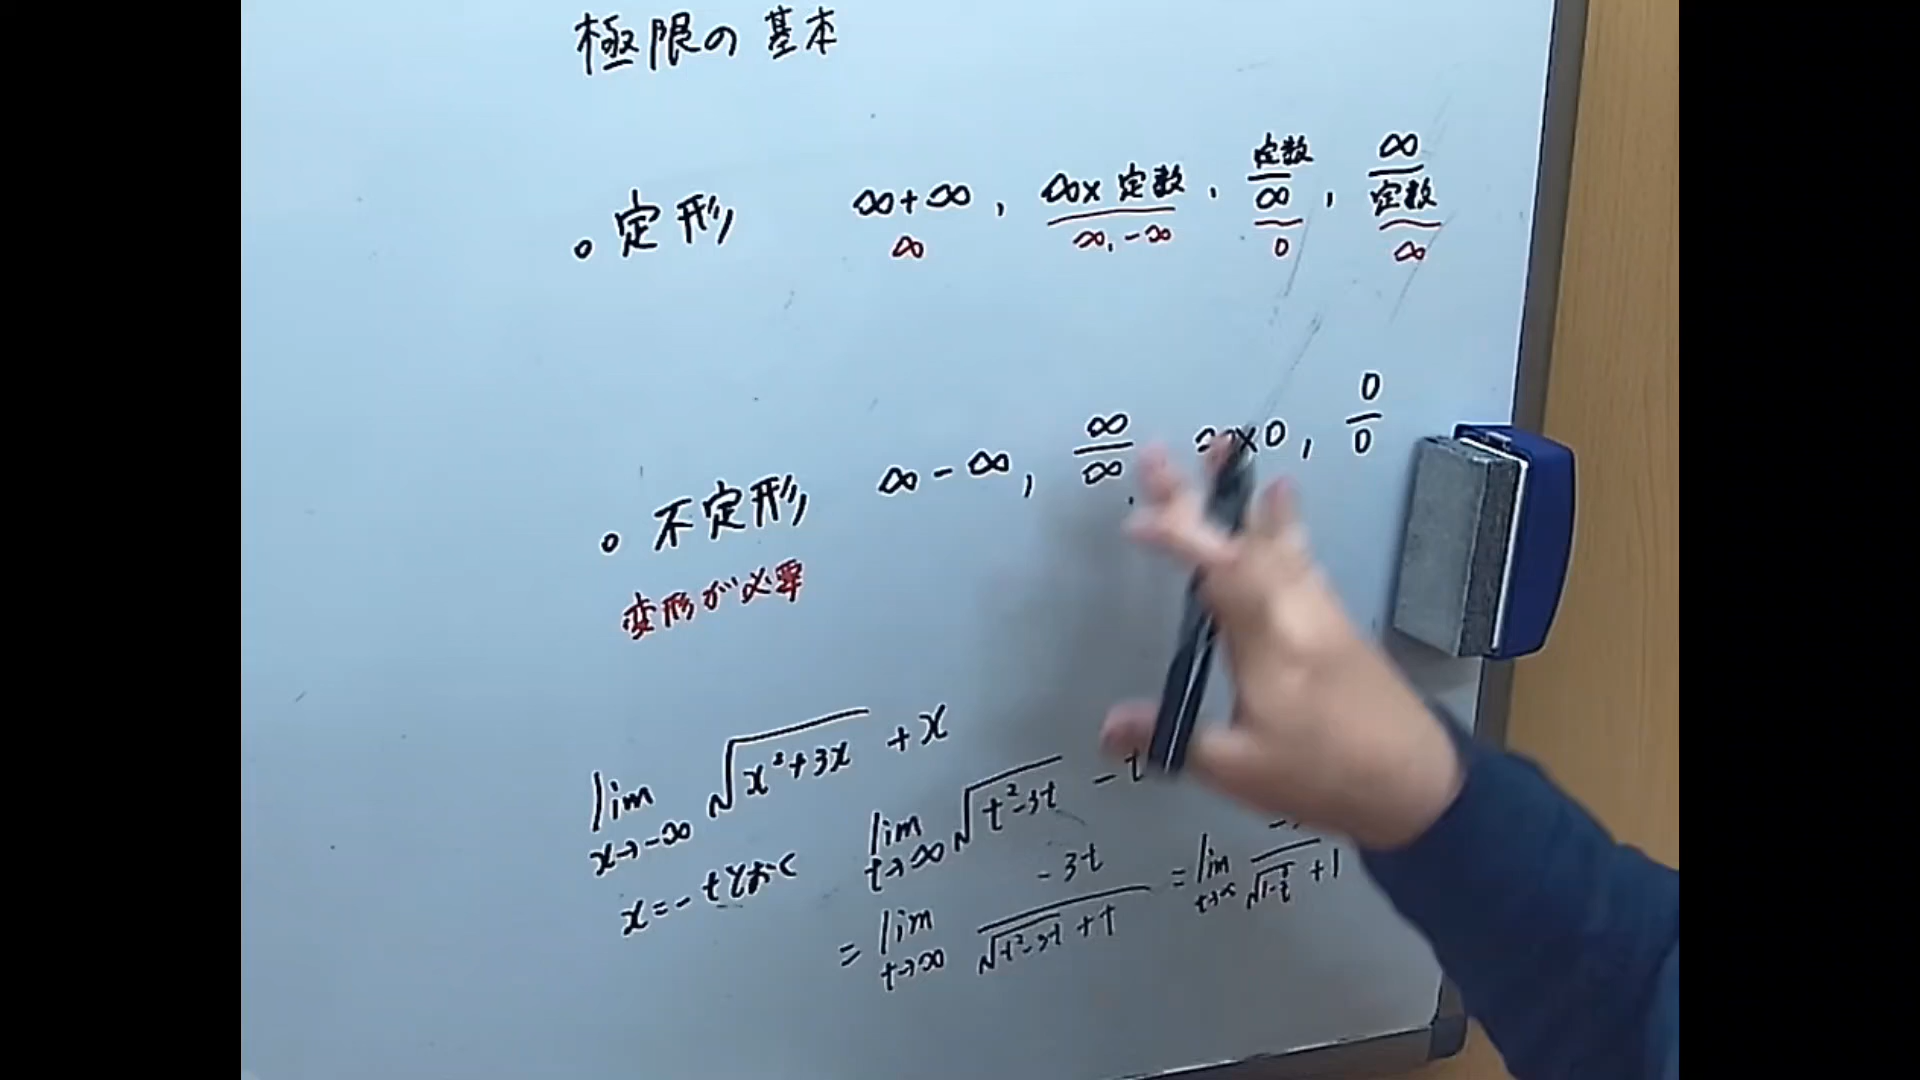 極限の基本
。定形 ∞+∞, ∞×定数, 定数/∞, ∞/定数
∞ ∞,-∞ 0 ∞
。不定形 ∞-∞, ∞/∞ ∞×0, 0/0
変形が必要
lim x→-∞ √(x²+3x) +x
x=-tとおく lim t→∞ √(t²-3t) -t
= lim t→∞ -3t/(√(t²-3t)+t) = lim